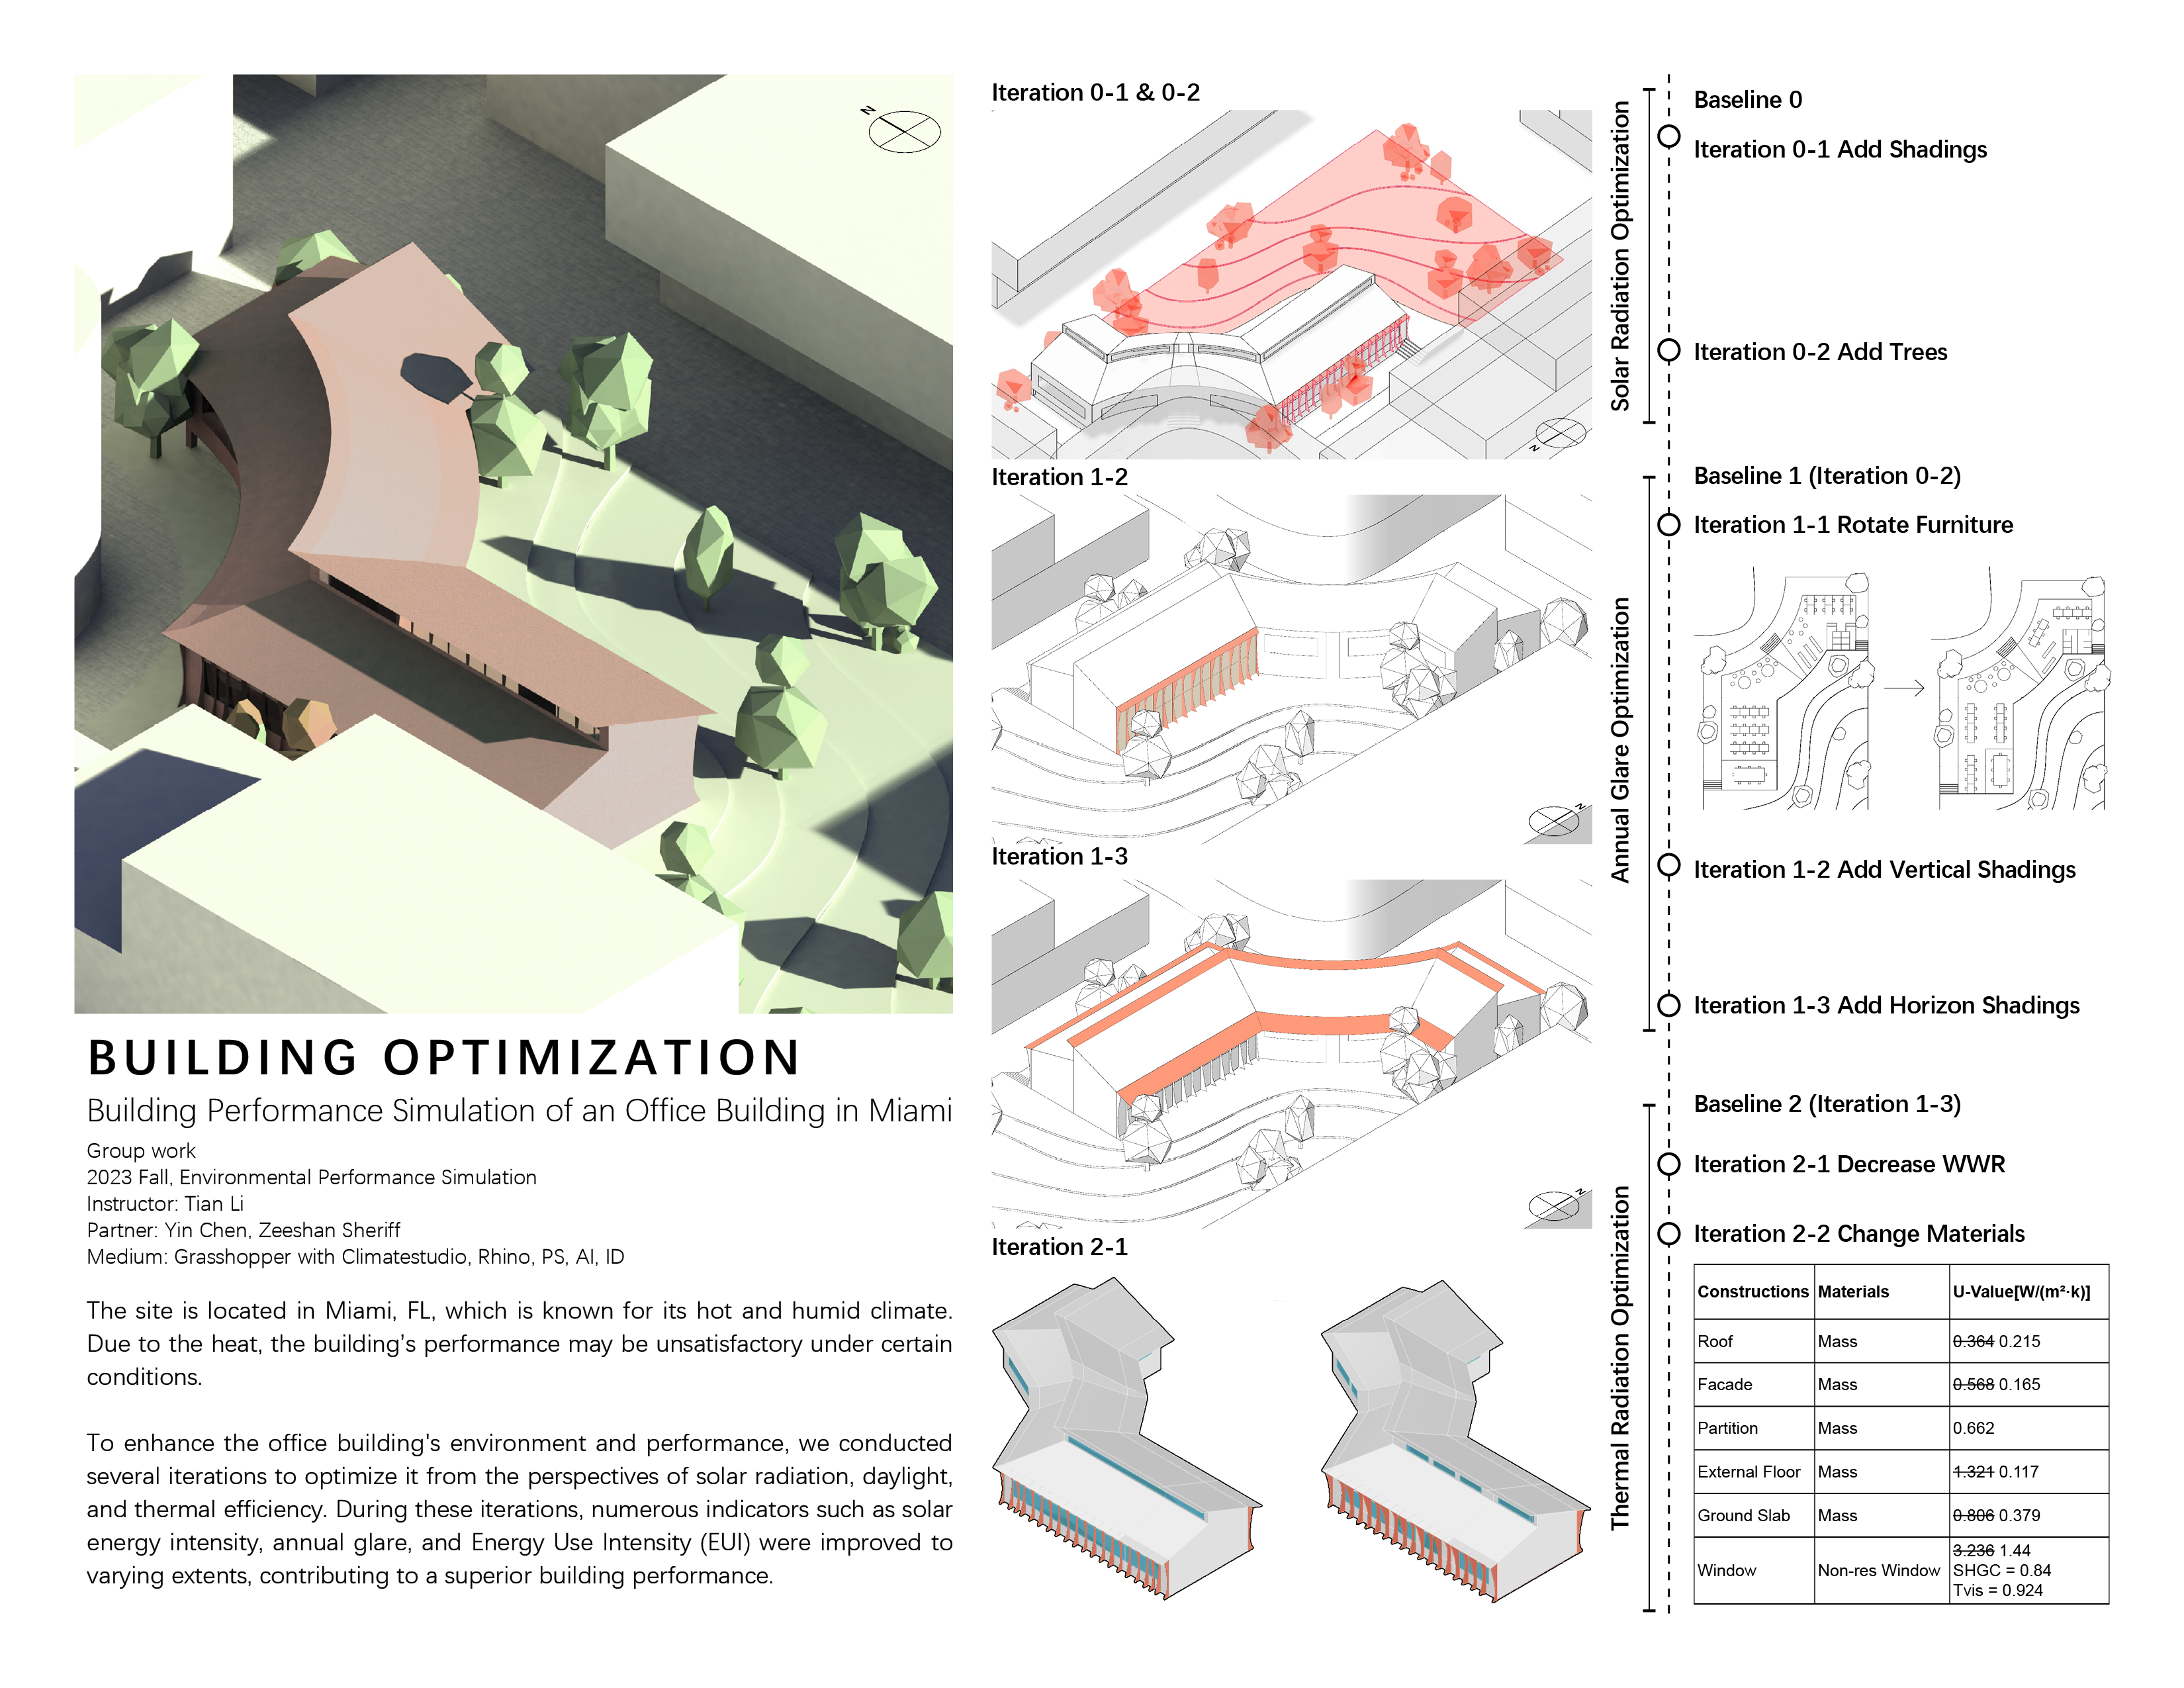 N
BUILDING OPTIMIZATION
Building Performance Simulation of an Office Building in Miami
Group work
2023 Fall, Environmental Performance Simulation
Instructor: Tian Li
Partner: Yin Chen, Zeeshan Sheriff
Medium: Grasshopper with Climatestudio, Rhino, PS, AI, ID
The site is located in Miami, FL, which is known for its hot and humid climate.
Due to the heat, the building’s performance may be unsatisfactory under certain
conditions.
To enhance the office building's environment and performance, we conducted
several iterations to optimize it from the perspectives of solar radiation, daylight,
and thermal efficiency. During these iterations, numerous indicators such as solar
energy intensity, annual glare, and Energy Use Intensity (EUI) were improved to
varying extents, contributing to a superior building performance.
Iteration 0-1 & 0-2
N
Iteration 1-2
N
Iteration 1-3
N
Iteration 2-1
Solar Radiation Optimization
Baseline 0
Iteration 0-1 Add Shadings
Iteration 0-2 Add Trees
Annual Glare Optimization
Baseline 1 (Iteration 0-2)
Iteration 1-1 Rotate Furniture
Iteration 1-2 Add Vertical Shadings
Iteration 1-3 Add Horizon Shadings
Thermal Radiation Optimization
Baseline 2 (Iteration 1-3)
Iteration 2-1 Decrease WWR
Iteration 2-2 Change Materials
Constructions Materials U-Value[W/(m²·k)]
Roof Mass 0.364 0.215
Facade Mass 0.568 0.165
Partition Mass 0.662
External Floor Mass 1.321 0.117
Ground Slab Mass 0.806 0.379
Window Non-res Window 3.236 1.44
SHGC = 0.84
Tvis = 0.924